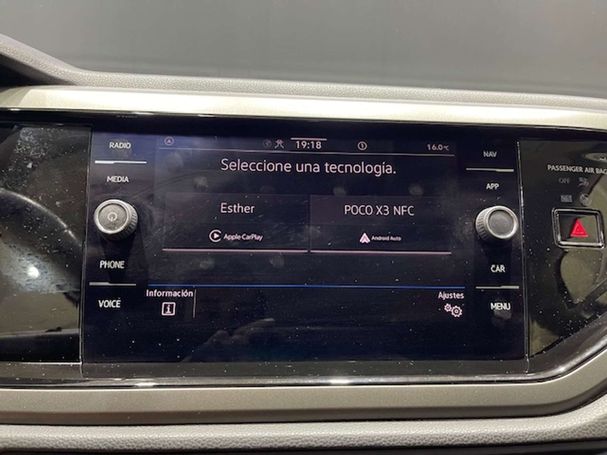 RADIO
19:18
16.0°C
NAV
Seleccione una tecnología.
MEDIA
APP
PASSENGER AIR BAG
OFF
Esther
POCO X3 NFC
Apple CarPlay
Android Auto
PHONE
CAR
VOICE
Información
Ajustes
MENU